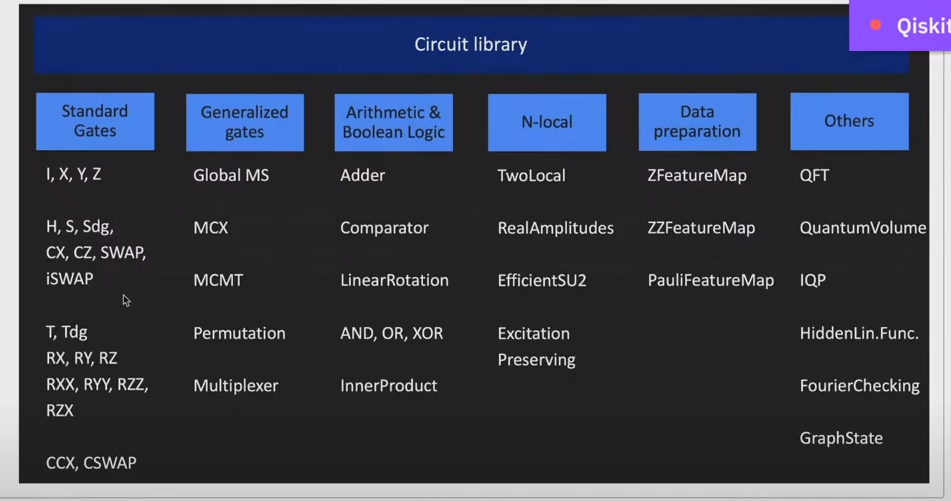 Qiskit
Circuit library
Standard
Gates
I, X, Y, Z
H, S, Sdg,
CX, CZ, SWAP,
iSWAP
T, Tdg
RX, RY, RZ
RXX, RYY, RZZ,
RZX
CCX, CSWAP
Generalized
gates
Global MS
MCX
MCMT
Permutation
Multiplexer
Arithmetic &
Boolean Logic
Adder
Comparator
LinearRotation
AND, OR, XOR
InnerProduct
N-local
TwoLocal
RealAmplitudes
EfficientSU2
Excitation
Preserving
Data
preparation
ZFeatureMap
ZZFeatureMap
PauliFeatureMap
Others
QFT
QuantumVolume
IQP
HiddenLin.Func.
FourierChecking
GraphState